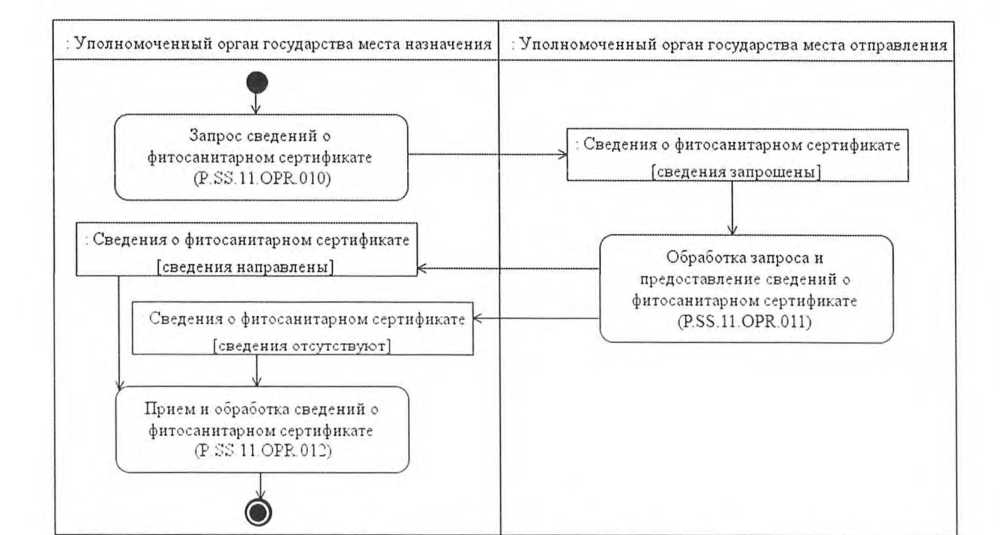 : Уполномоченный орган государства места назначения
: Уполномоченный орган государства места отправления
Запрос сведений о
фитосанитарном сертификате
(P.SS.11.OPR.010)
: Сведения о фитосанитарном сертификате
[сведения запрошены]
: Сведения о фитосанитарном сертификате
[сведения направлены]
Обработка запроса и
предоставление сведений о
фитосанитарном сертификате
(P.SS.11.OPR.011)
Сведения о фитосанитарном сертификате
[сведения отсутствуют]
Прием и обработка сведений о
фитосанитарном сертификате
(P.SS.11.OPR.012)